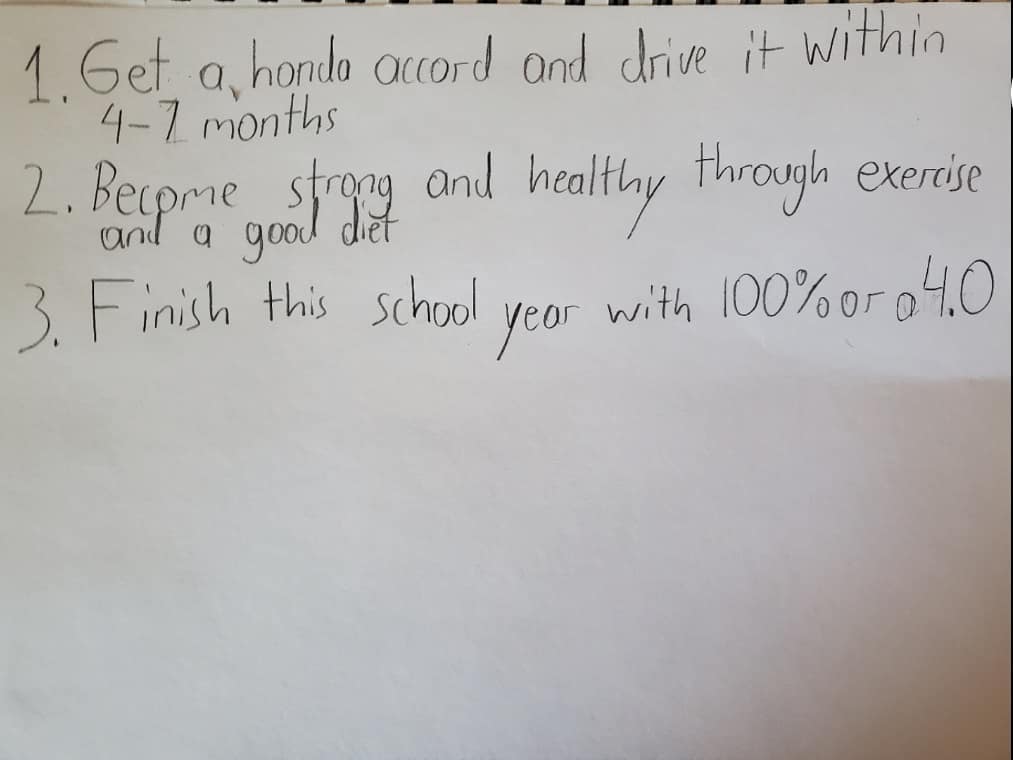 1. Get a honda accord and drive it within
4-7 months
2. Become strong and healthy through exercise
and a good diet
3. Finish this school year with 100% or a 4.0